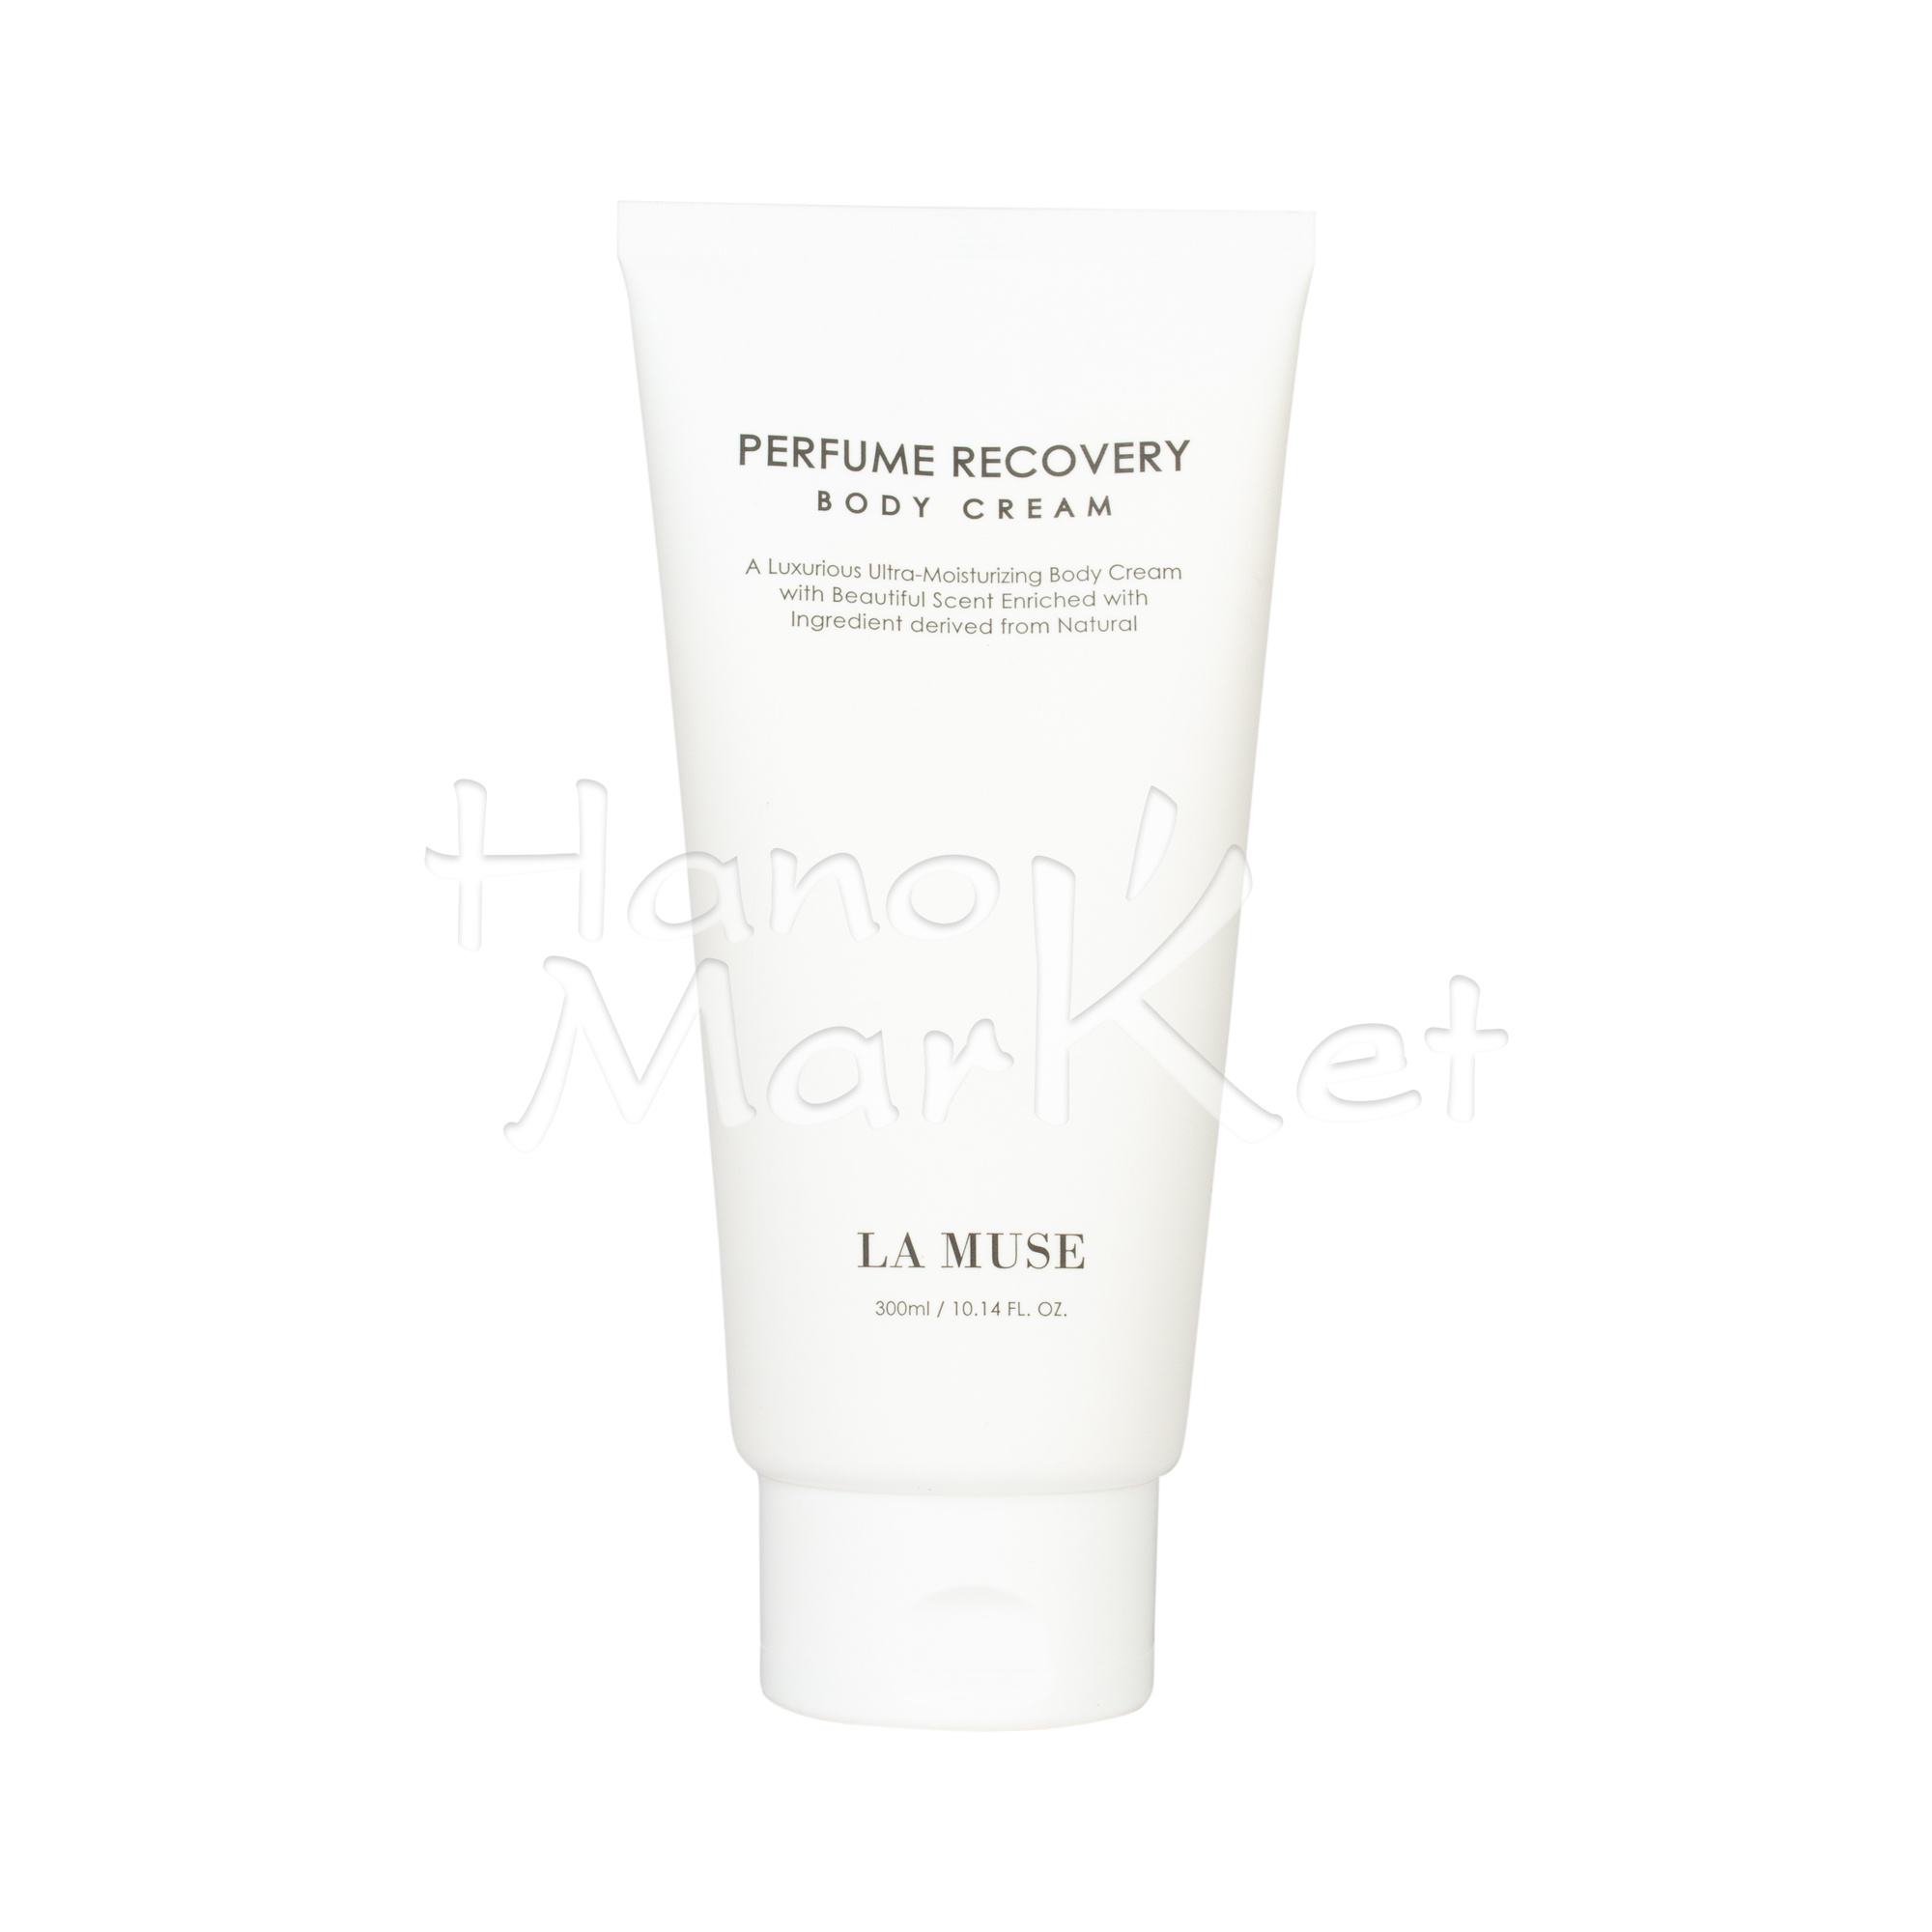 PERFUME RECOVERY
BODY CREAM
A Luxurious Ultra-Moisturizing Body Cream
with Beautiful Scent Enriched with
Ingredient derived from Natural
Hano'K
MarKet
LA MUSE
300ml / 10.14 FL. OZ.